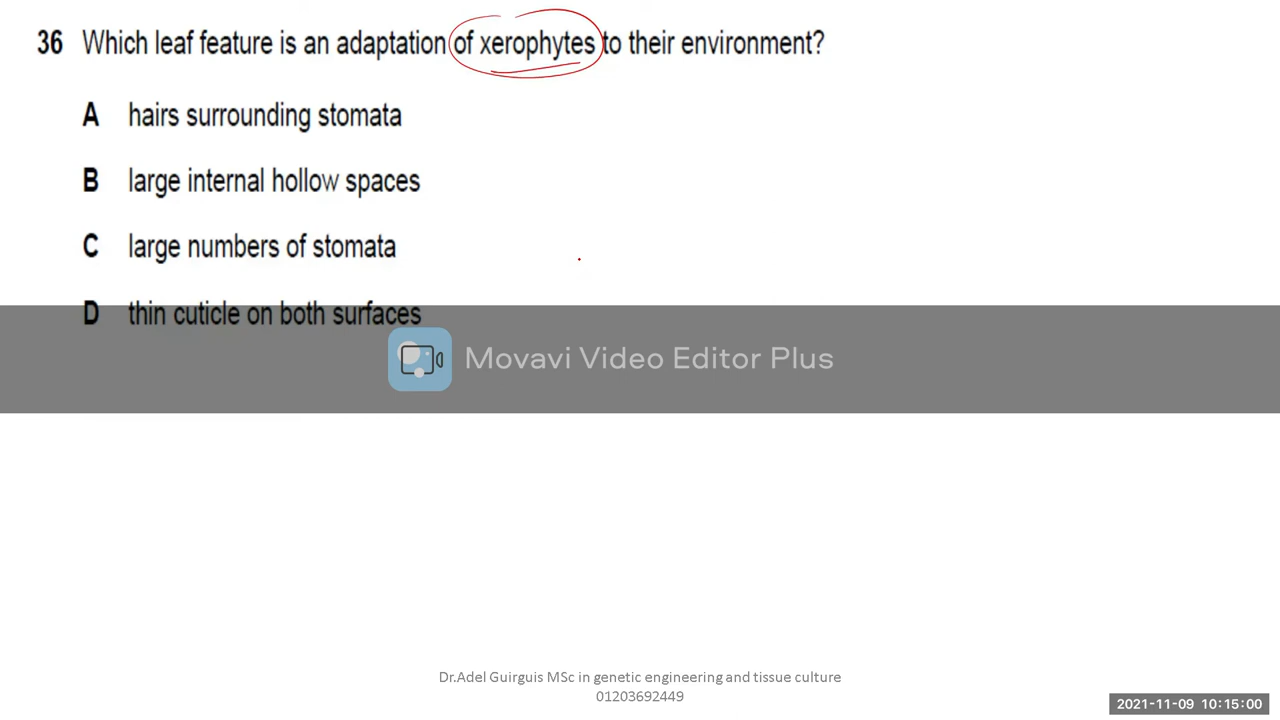 36 Which leaf feature is an adaptation of xerophytes to their environment?
A hairs surrounding stomata
B large internal hollow spaces
C large numbers of stomata
D thin cuticle on both surfaces
Movavi Video Editor Plus
Dr.Adel Guirguis MSc in genetic engineering and tissue culture
01203692449
2021-11-09 10:15:00